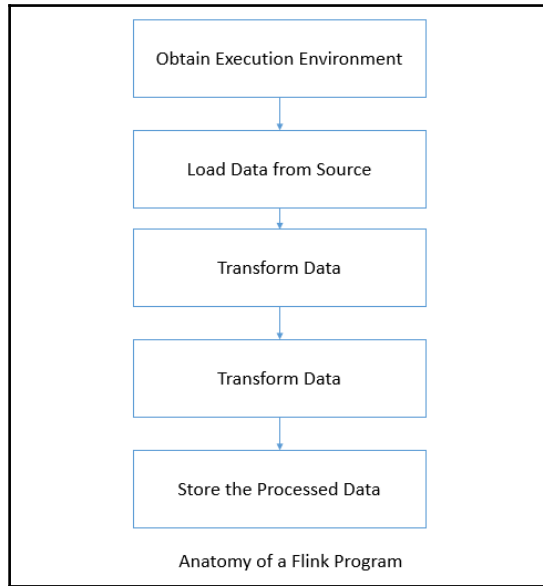 Obtain Execution Environment
Load Data from Source
Transform Data
Transform Data
Store the Processed Data
Anatomy of a Flink Program